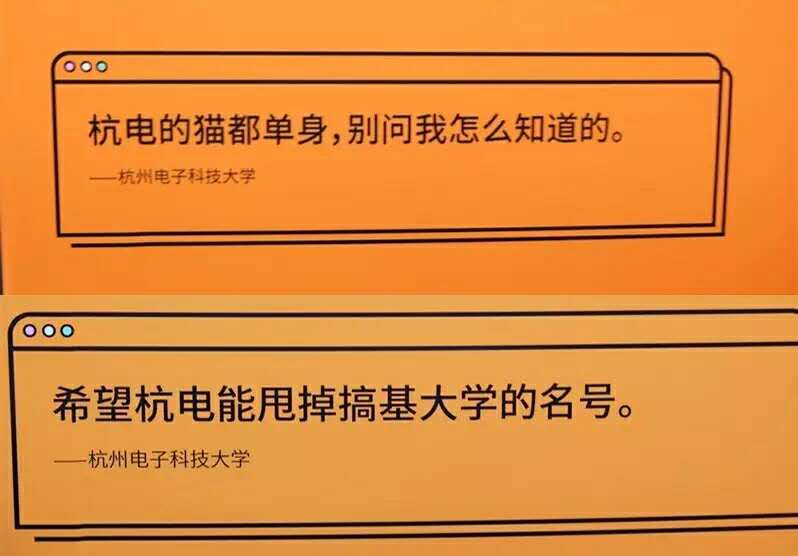 杭电的猫都单身,别问我怎么知道的。
——杭州电子科技大学
希望杭电能甩掉搞基大学的名号。
——杭州电子科技大学